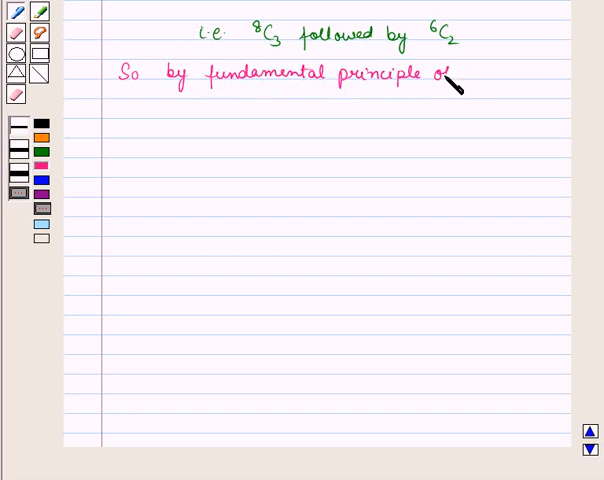 i.e. ⁸C₃ followed by ⁶C₂
So by fundamental principle of